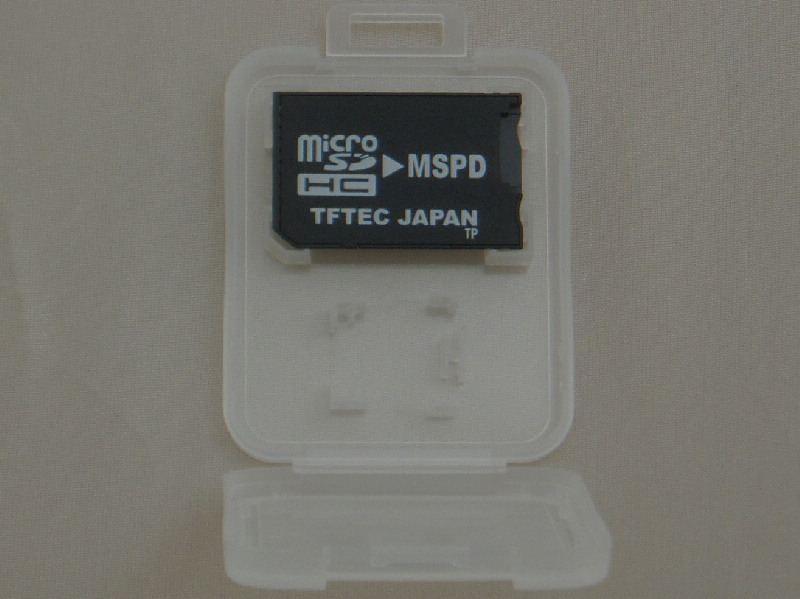 micro
SD
HC
MSPD
TFTEC JAPAN
TP